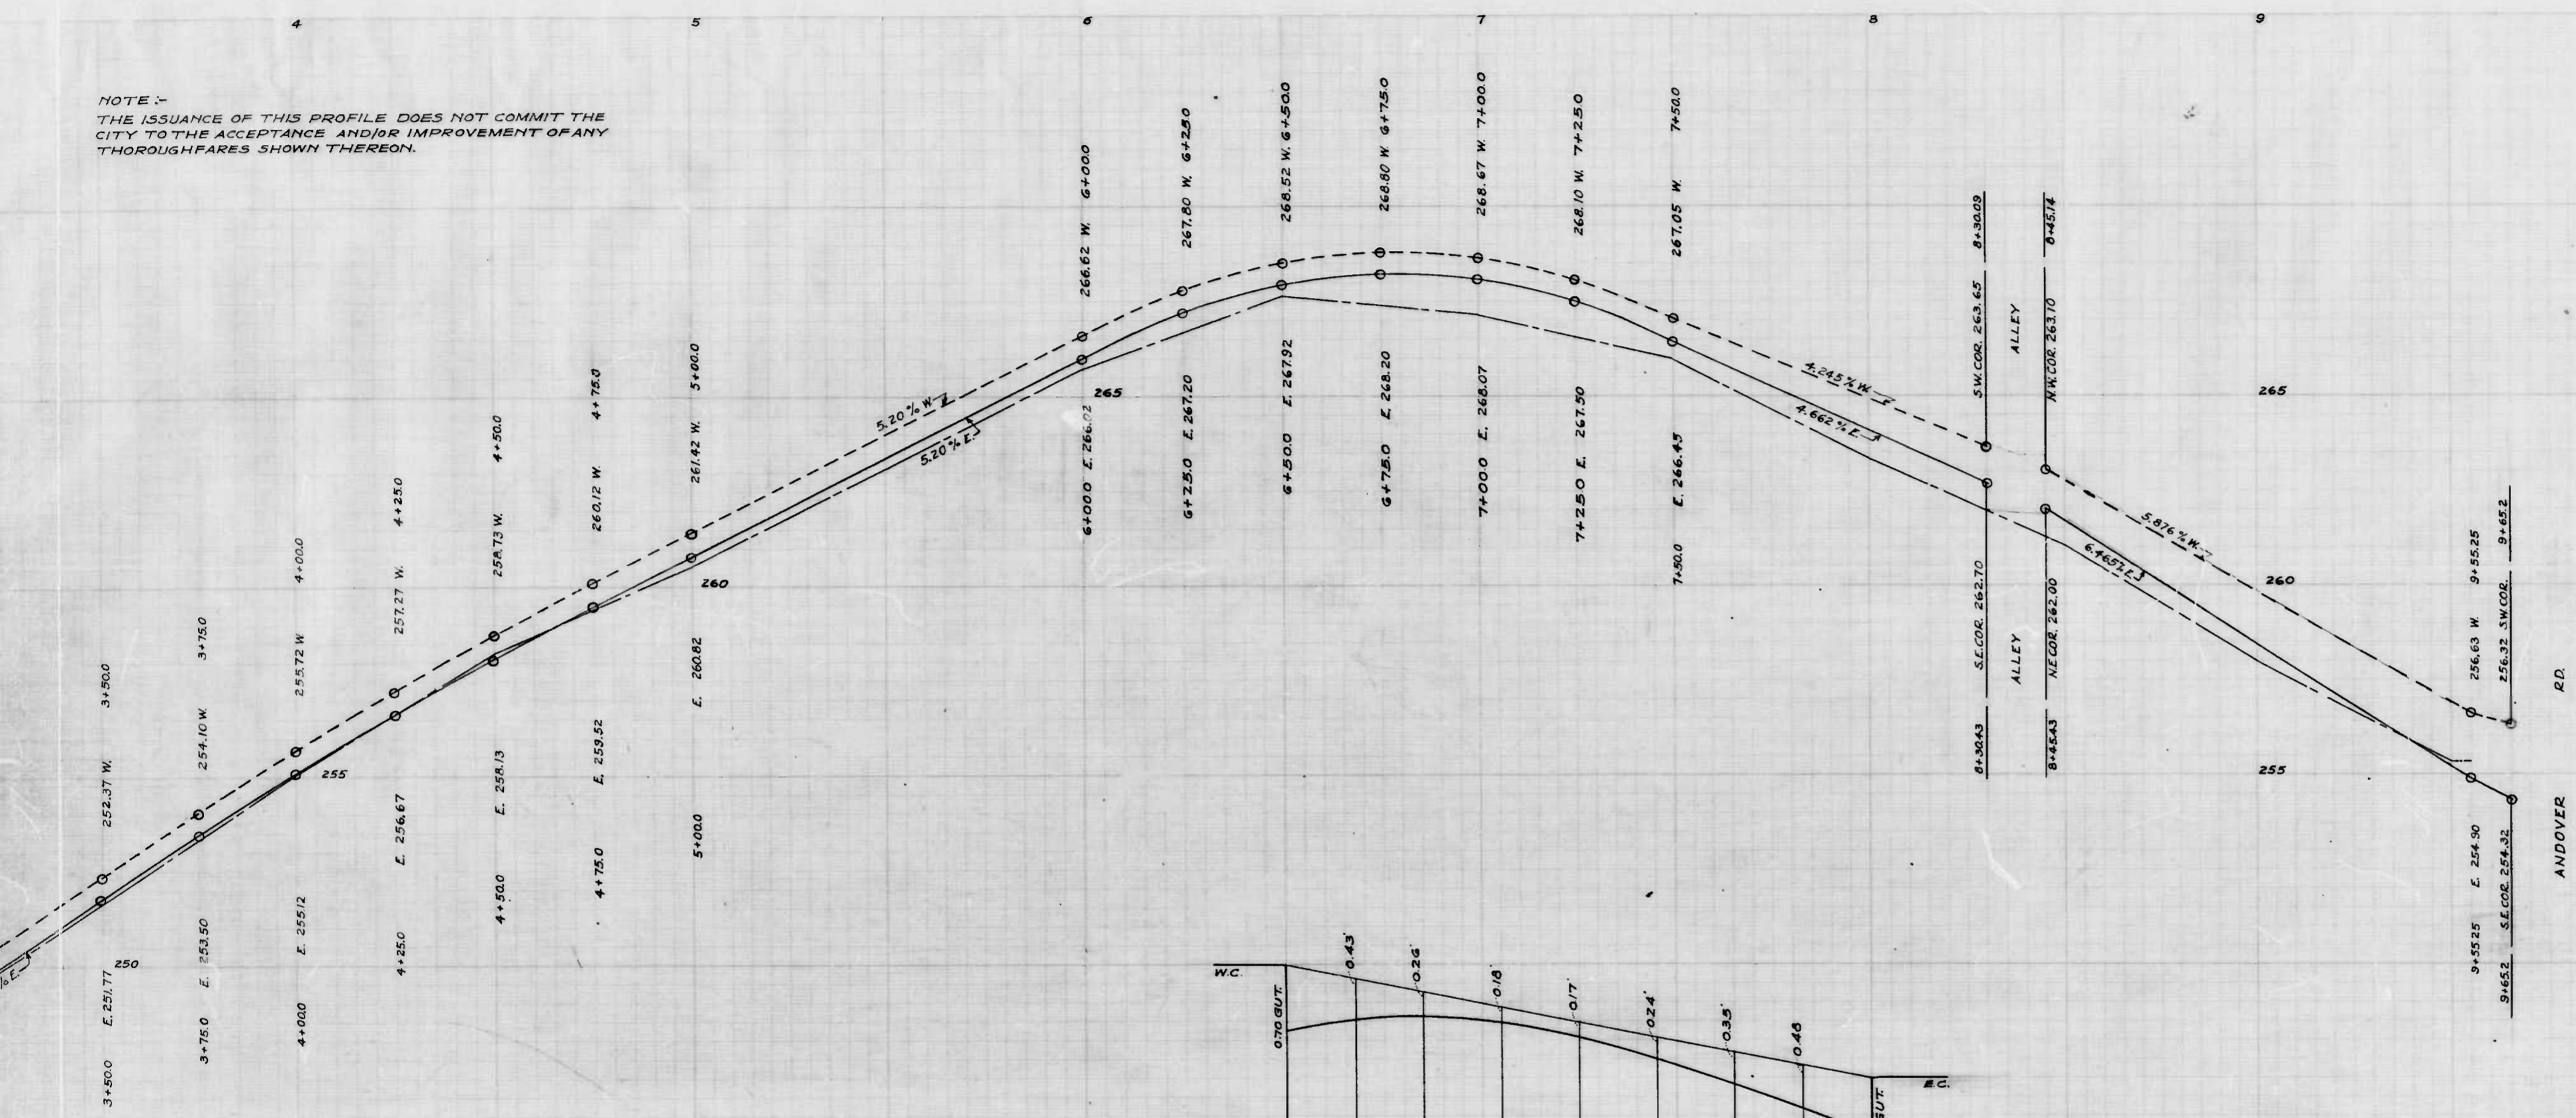 4
5
6
7
8
9
NOTE:-
THE ISSUANCE OF THIS PROFILE DOES NOT COMMIT THE
CITY TO THE ACCEPTANCE AND/OR IMPROVEMENT OF ANY
THOROUGHFARES SHOWN THEREON.
252.37 W. 3+50.0
254.10 W. 3+75.0
255.72 W. 4+00.0
257.27 W. 4+25.0
258.73 W. 4+50.0
260.12 W. 4+75.0
261.42 W. 5+00.0
266.62 W. 6+00.0
267.80 W. 6+25.0
268.52 W. 6+50.0
268.80 W. 6+75.0
268.67 W. 7+00.0
268.10 W. 7+25.0
267.05 W. 7+50.0
S.W.COR. 263.65 8+30.09
ALLEY
N.W.COR. 263.10 8+45.14
256.63 W. 9+55.25
256.32 S.W.COR. 9+65.2
5.20 % W.
5.20 % E.
4.245 % W.
4.662 % E.
5.876 % W.
6.465% E.
% E.
265
265
260
260
255
255
250
3+50.0 E. 251.77
3+75.0 E. 253.50
4+00.0 E. 255.12
4+25.0 E. 256.67
4+50.0 E. 258.13
4+75.0 E. 259.52
5+00.0 E. 260.82
6+00.0 E. 266.02
6+25.0 E. 267.20
6+50.0 E. 267.92
6+75.0 E. 268.20
7+00.0 E. 268.07
7+25.0 E. 267.50
7+50.0 E. 266.45
8+30.43 S.E.COR. 262.70
ALLEY
8+45.43 N.E.COR. 262.00
9+55.25 E. 254.90
9+65.2 S.E.COR. 254.32
ANDOVER RD.
W.C.
0.70 GUT.
0.43'
0.26'
0.18'
0.17'
0.24'
0.35'
0.48
E.C.
GUT.